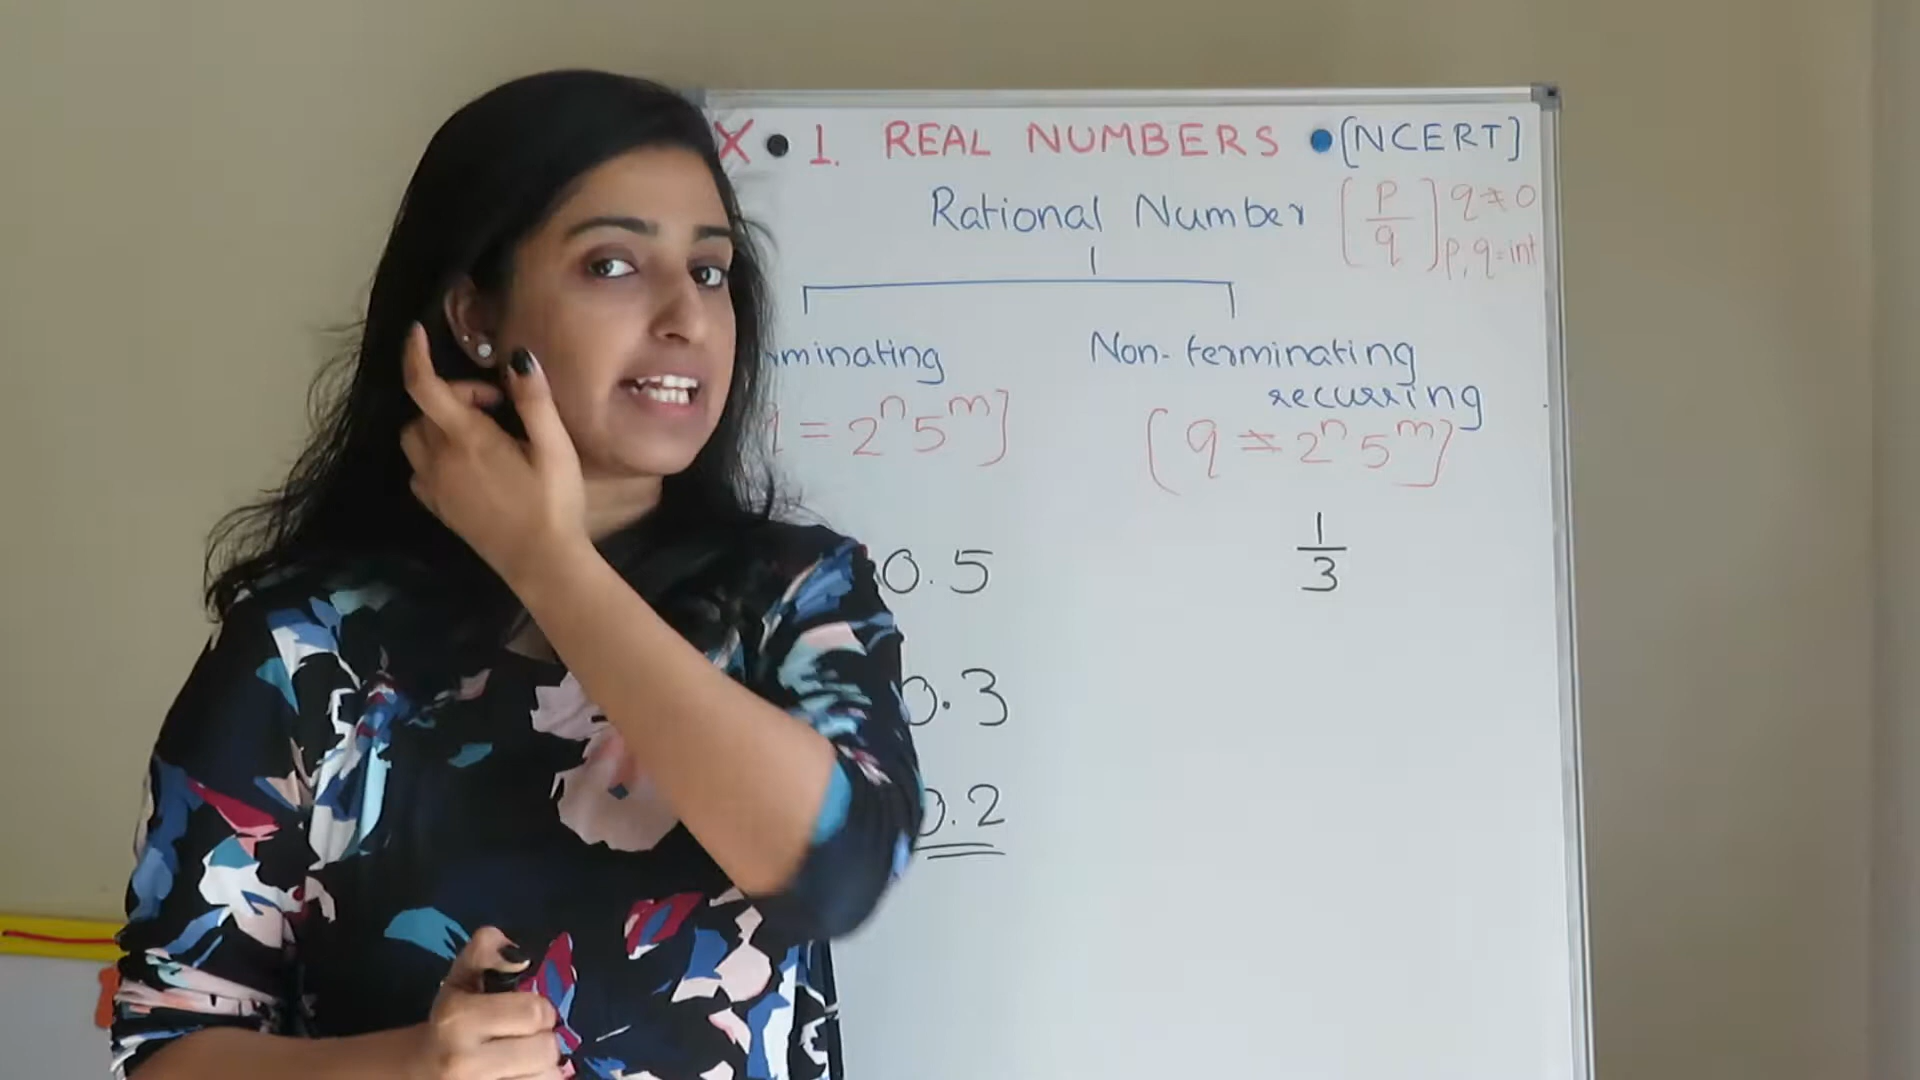 X • 1. REAL NUMBERS • [NCERT]
Rational Number [p/q] q≠0
p,q=int
minating
Non-terminating
recurring
= 2ⁿ5ᵐ]
[q ≠ 2ⁿ5ᵐ]
0.5
1/3
0.3
0.2